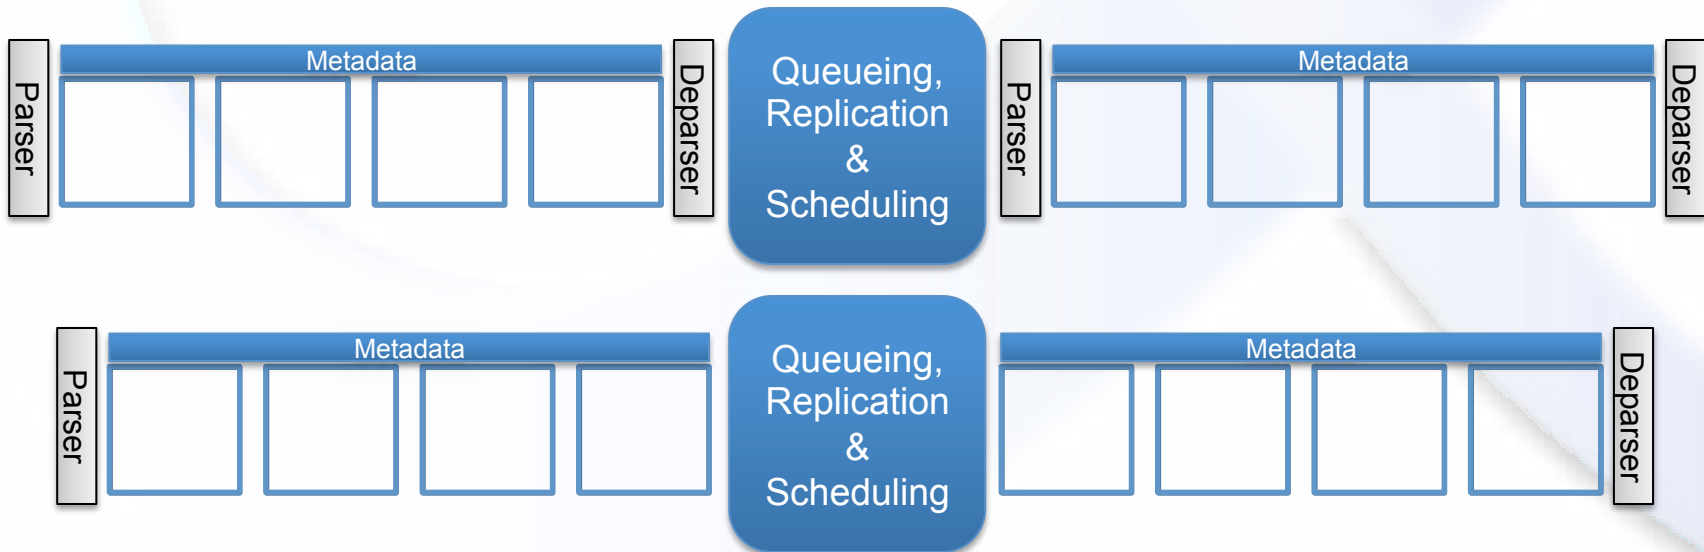 Parser
Metadata
Deparser
Queueing,
Replication
&
Scheduling
Parser
Metadata
Deparser
Parser
Metadata
Queueing,
Replication
&
Scheduling
Metadata
Deparser